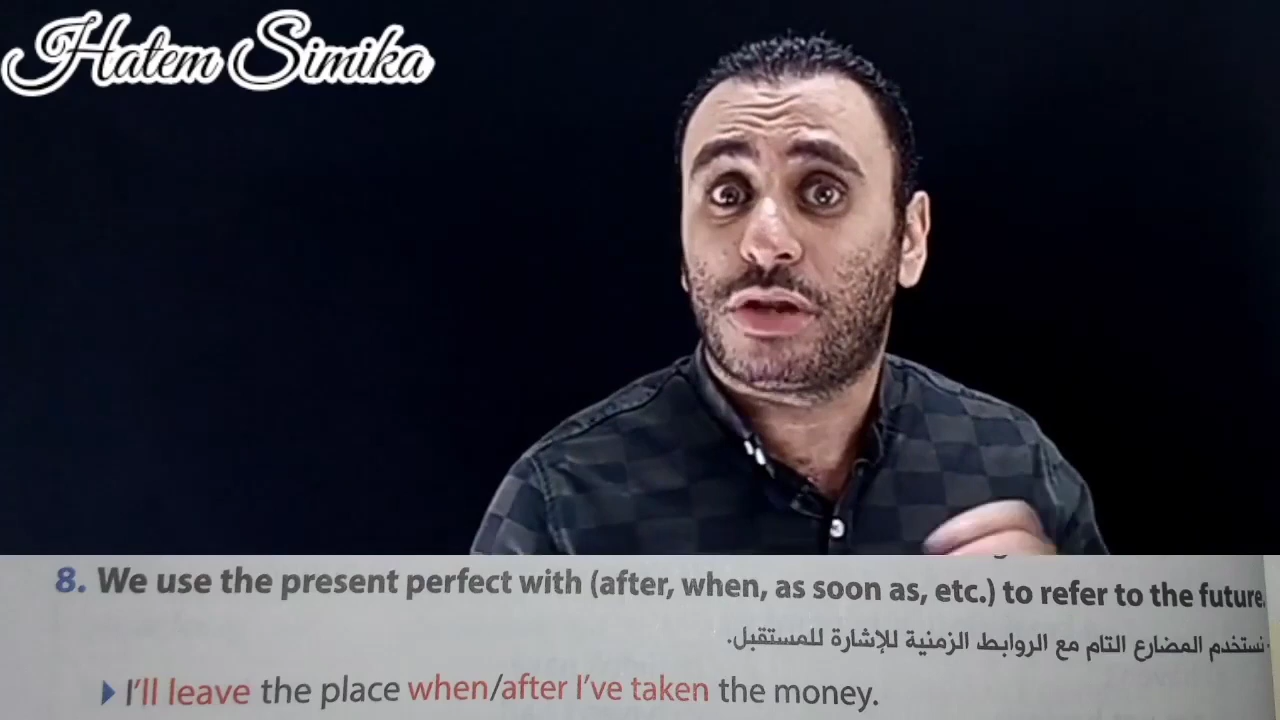 Hatem Simika
8. We use the present perfect with (after, when, as soon as, etc.) to refer to the future.
نستخدم المضارع التام مع الروابط الزمنية للإشارة للمستقبل.
I'll leave the place when/after I've taken the money.